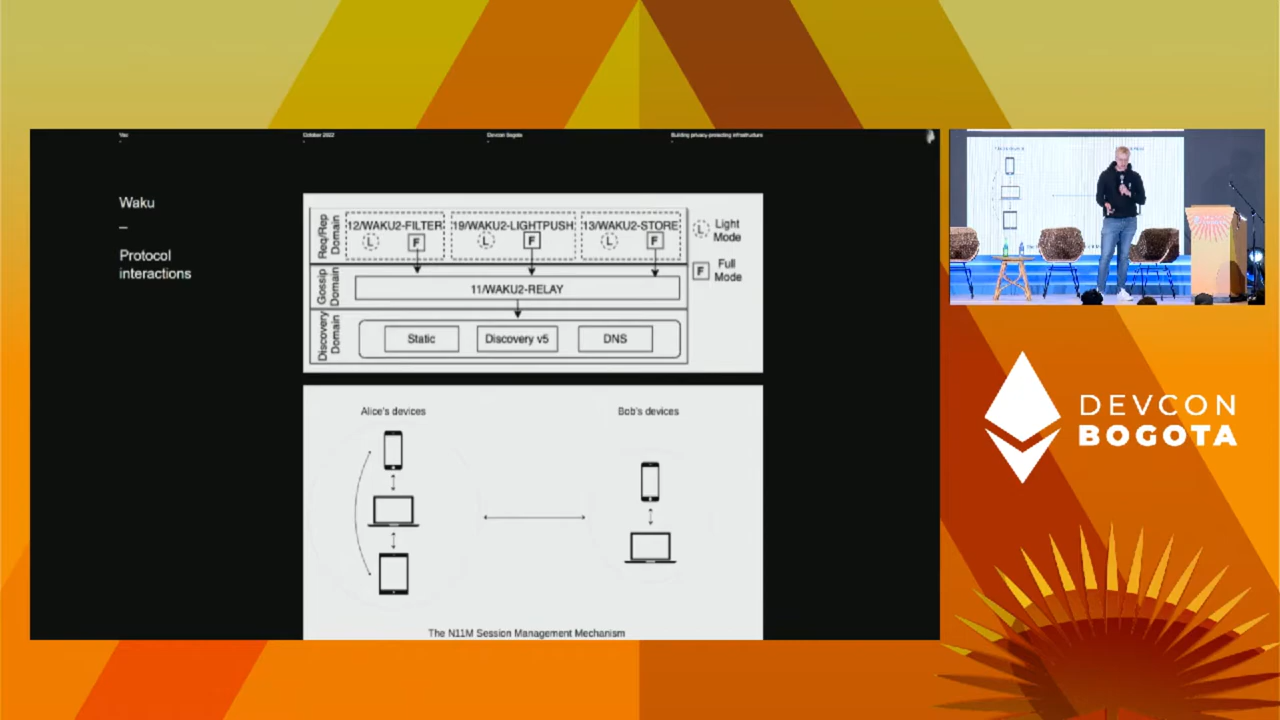 Yau
October 2022
Devcon Bogota
Building privacy-protecting infrastructure
Waku
–
Protocol
interactions
Req/Rep
Domain
12/WAKU2-FILTER
19/WAKU2-LIGHTPUSH
13/WAKU2-STORE
L
F
L
F
L
F
L
Light
Mode
F
Full
Mode
Gossip
Domain
11/WAKU2-RELAY
Discovery
Domain
Static
Discovery v5
DNS
Alice's devices
Bob's devices
The N11M Session Management Mechanism
DEVCON
BOGOTA